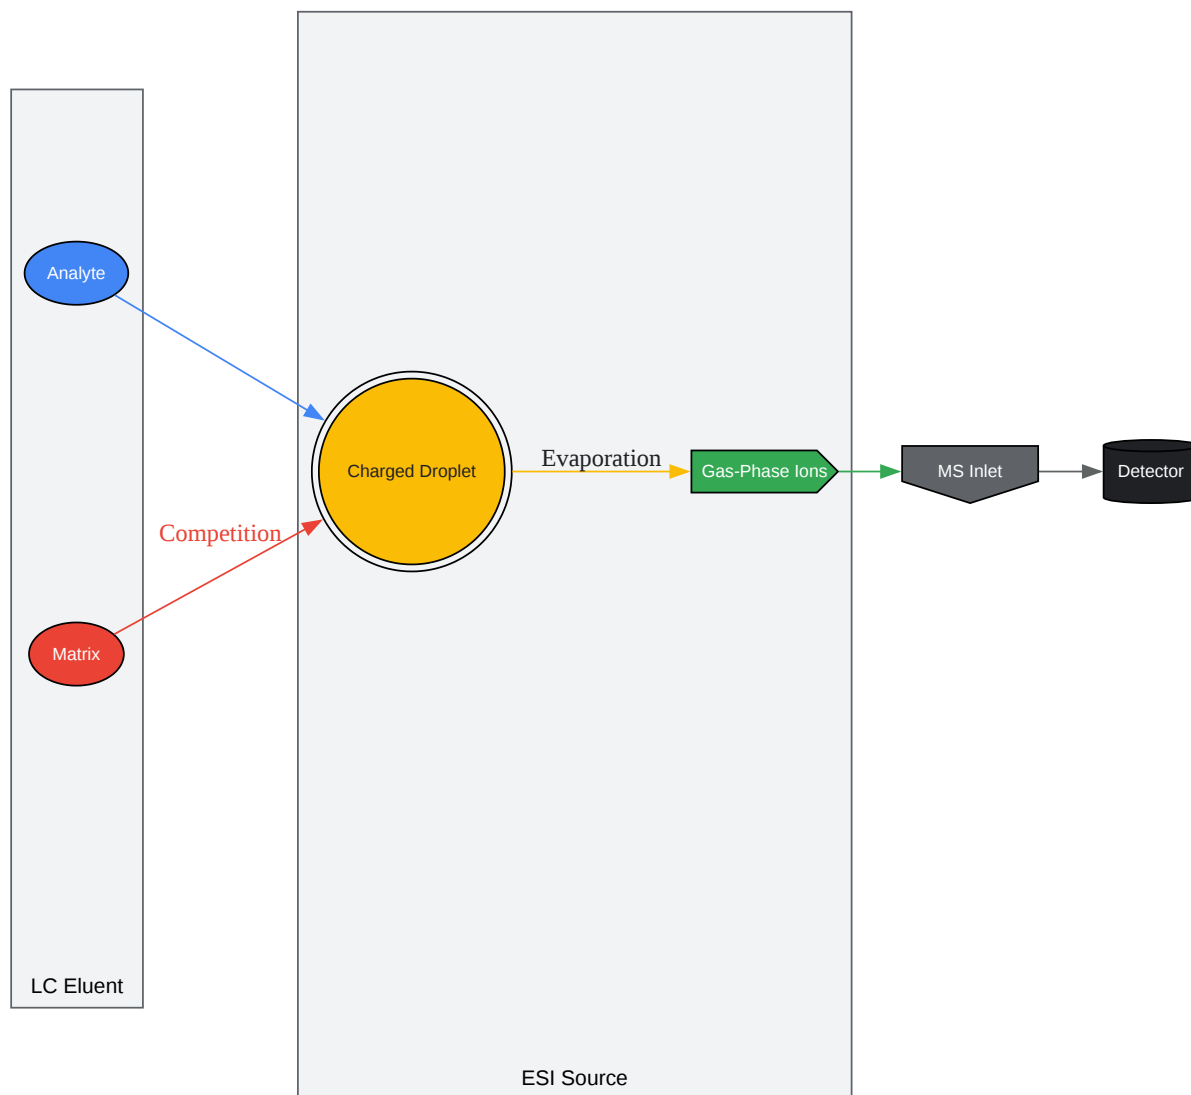 Analyte
Charged Droplet
Evaporation
Gas-Phase Ions
MS Inlet
Detector
Competition
Matrix
LC Eluent
ESI Source